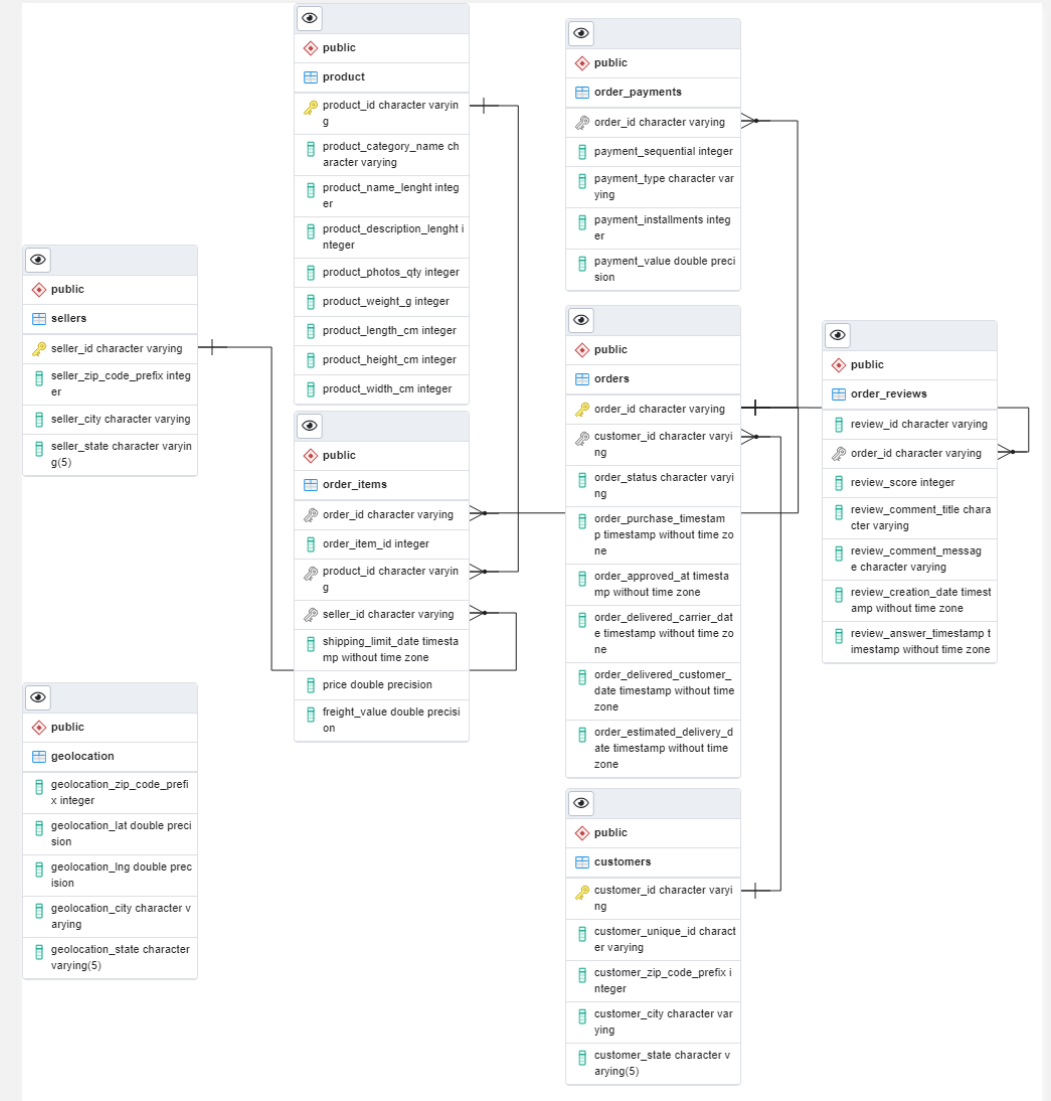 public
product
product_id character varyin
g
product_category_name ch
aracter varying
product_name_lenght integ
er
product_description_lenght i
nteger
product_photos_qty integer
product_weight_g integer
product_length_cm integer
product_height_cm integer
product_width_cm integer
public
order_payments
order_id character varying
payment_sequential integer
payment_type character var
ying
payment_installments integ
er
payment_value double preci
sion
public
sellers
seller_id character varying
seller_zip_code_prefix integ
er
seller_city character varying
seller_state character varyin
g(5)
public
orders
order_id character varying
customer_id character varyi
ng
order_status character varyi
ng
order_purchase_timestam
p timestamp without time zo
ne
order_approved_at timesta
mp without time zone
order_delivered_carrier_dat
e timestamp without time zo
ne
order_delivered_customer_
date timestamp without time
zone
order_estimated_delivery_d
ate timestamp without time
zone
public
order_reviews
review_id character varying
order_id character varying
review_score integer
review_comment_title chara
cter varying
review_comment_messag
e character varying
review_creation_date timest
amp without time zone
review_answer_timestamp t
imestamp without time zone
public
order_items
order_id character varying
order_item_id integer
product_id character varyin
g
seller_id character varying
shipping_limit_date timesta
mp without time zone
price double precision
freight_value double precisi
on
public
geolocation
geolocation_zip_code_prefi
x integer
geolocation_lat double preci
sion
geolocation_lng double prec
ision
geolocation_city character v
arying
geolocation_state character
varying(5)
public
customers
customer_id character varyi
ng
customer_unique_id charact
er varying
customer_zip_code_prefix i
nteger
customer_city character var
ying
customer_state character v
arying(5)